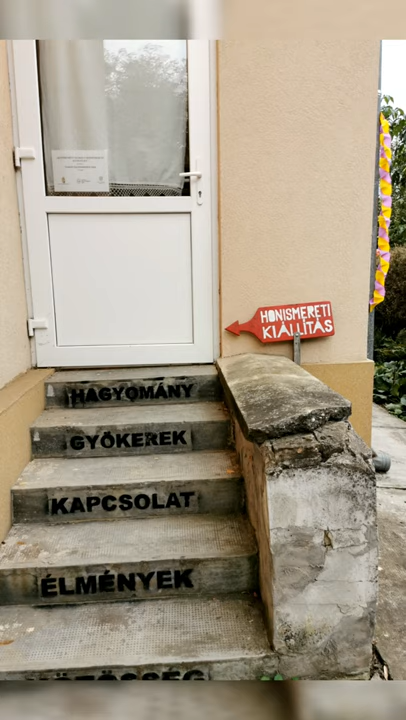 HONISMERETI
KIÁLLÍTÁS
HAGYOMÁNY
GYÖKEREK
KAPCSOLAT
ÉLMÉNYEK